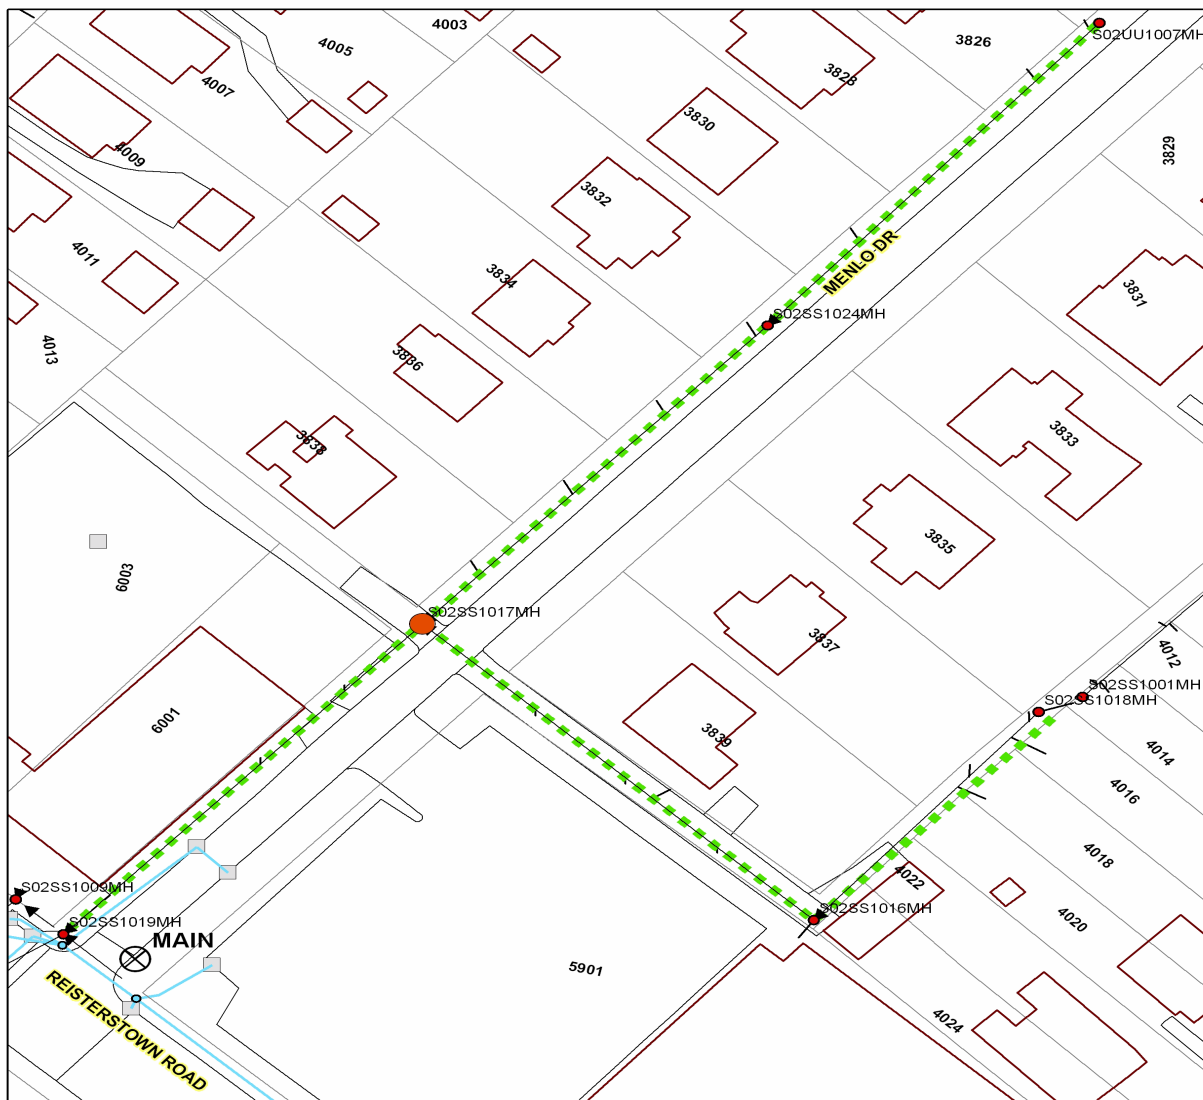 4003
4005
3826
S02UU1007MH
4007
3828
3830
4009
3829
3832
4011
MENLO DR
3834
3831
S02SS1024MH
4013
3836
3833
3838
3835
6003
S02SS1017MH
3837
4012
S02SS1001MH
S02SS1018MH
6001
3839
4014
4016
4018
4022
S02SS1009MH
S02SS1016MH
S02SS1019MH
4020
MAIN
5901
REISTERSTOWN ROAD
4024